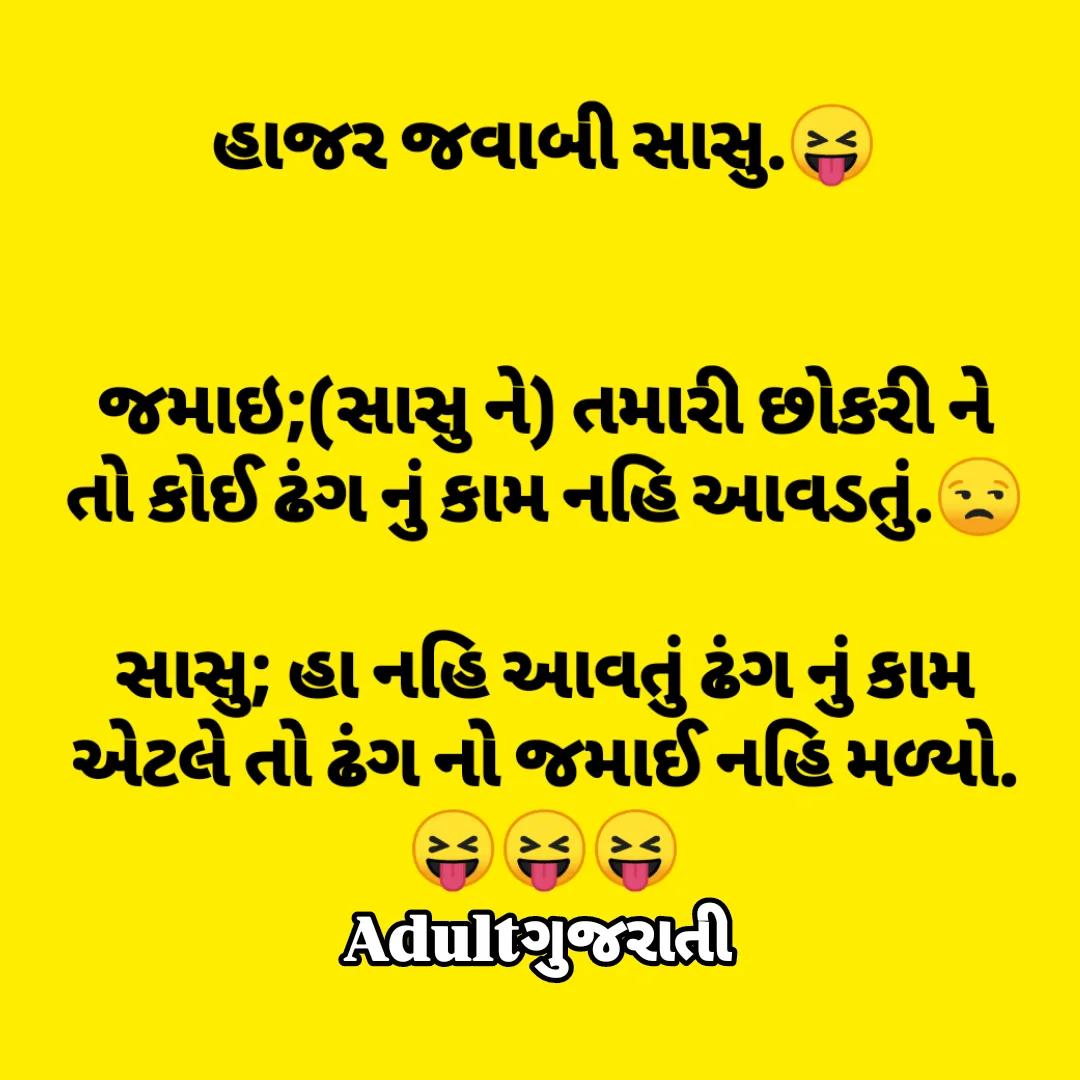 હાજર જવાબી સાસુ.😝
જમાઇ;(સાસુ ને) તમારી છોકરી ને
તો કોઈ ઢંગ નું કામ નહિ આવડતું.😒
સાસુ; હા નહિ આવતું ઢંગ નું કામ
એટલે તો ઢંગ નો જમાઈ નહિ મળ્યો.
😝😝😝
Adultગુજરાતી